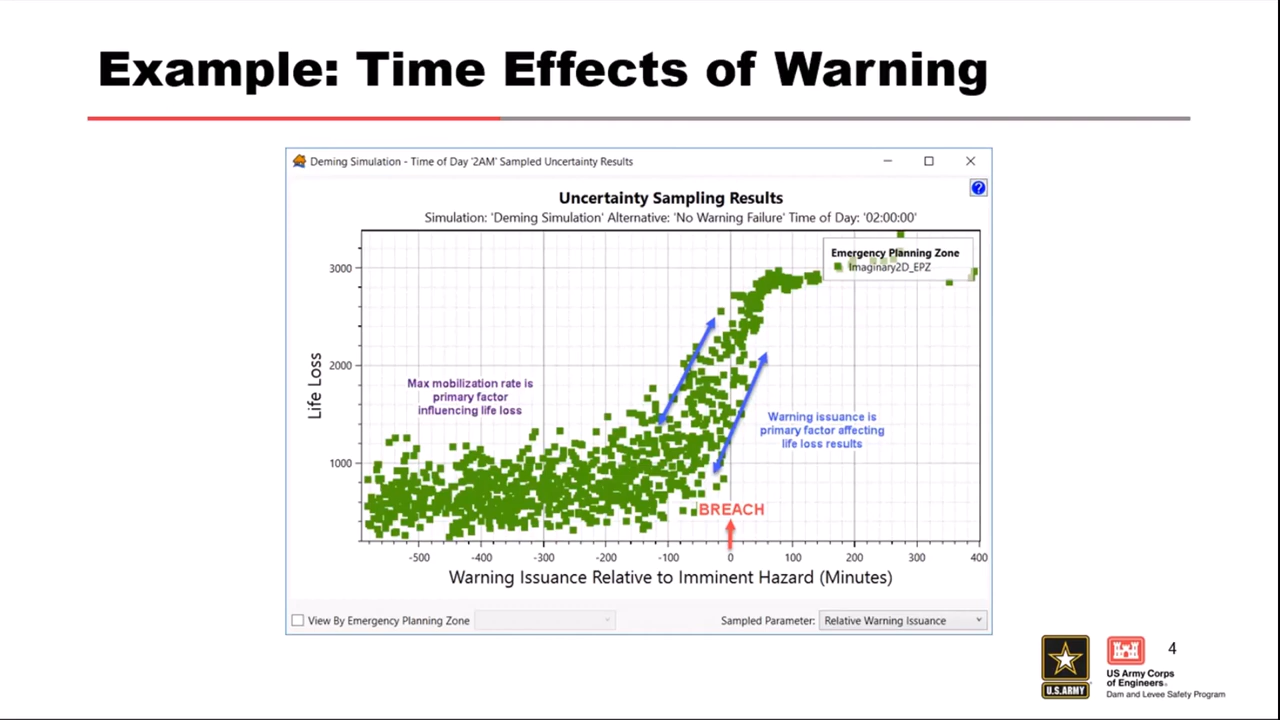 Example: Time Effects of Warning
Deming Simulation - Time of Day '2AM' Sampled Uncertainty Results
?
Uncertainty Sampling Results
Simulation: 'Deming Simulation' Alternative: 'No Warning Failure' Time of Day: '02:00:00'
Emergency Planning Zone
Imaginary2D_EPZ
3000
2000
1000
Life Loss
Max mobilization rate is
primary factor
influencing life loss
Warning issuance is
primary factor affecting
life loss results
BREACH
-500 -400 -300 -200 -100 0 100 200 300 400
Warning Issuance Relative to Imminent Hazard (Minutes)
View By Emergency Planning Zone
Sampled Parameter: Relative Warning Issuance
4
U.S.ARMY
US Army Corps
of Engineers®
Dam and Levee Safety Program